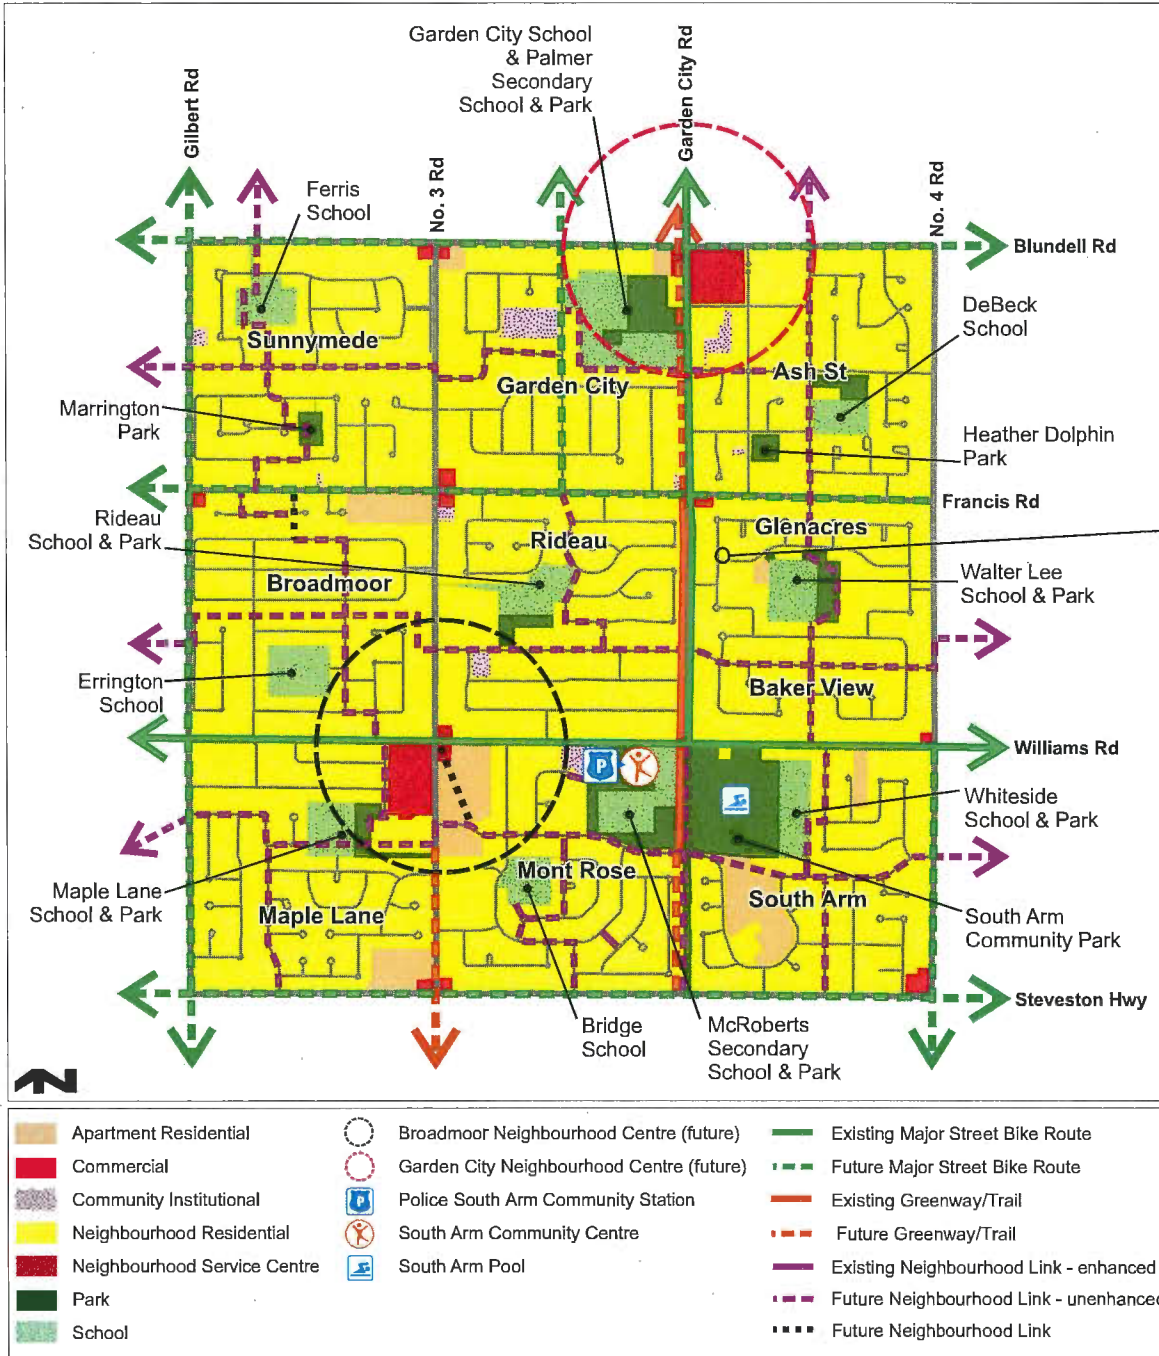 Garden City School
& Palmer
Secondary
School & Park
Gilbert Rd
No. 3 Rd
Garden City Rd
No. 4 Rd
Ferris
School
Blundell Rd
DeBeck
School
Sunnymede
Garden City
Ash St
Marrington
Park
Heather Dolphin
Park
Francis Rd
Rideau
School & Park
Rideau
Glenacres
Broadmoor
Walter Lee
School & Park
Errington
School
Baker View
Williams Rd
P
Whiteside
School & Park
Maple Lane
School & Park
Maple Lane
Mont Rose
South Arm
South Arm
Community Park
Steveston Hwy
Bridge
School
McRoberts
Secondary
School & Park
N
Apartment Residential
Commercial
Community Institutional
Neighbourhood Residential
Neighbourhood Service Centre
Park
School
Broadmoor Neighbourhood Centre (future)
Garden City Neighbourhood Centre (future)
P
Police South Arm Community Station
South Arm Community Centre
South Arm Pool
Existing Major Street Bike Route
Future Major Street Bike Route
Existing Greenway/Trail
Future Greenway/Trail
Existing Neighbourhood Link - enhanced
Future Neighbourhood Link - unenhanced
Future Neighbourhood Link